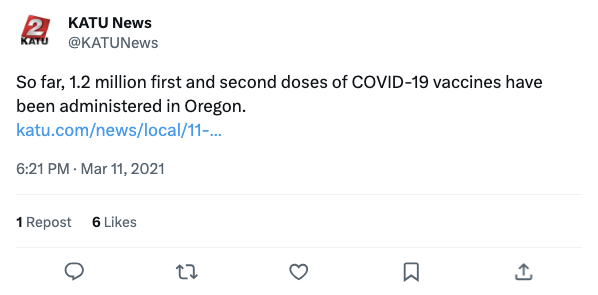 2
KATU
KATU News
@KATUNews
So far, 1.2 million first and second doses of COVID-19 vaccines have
been administered in Oregon.
katu.com/news/local/11-...
6:21 PM · Mar 11, 2021
1 Repost 6 Likes